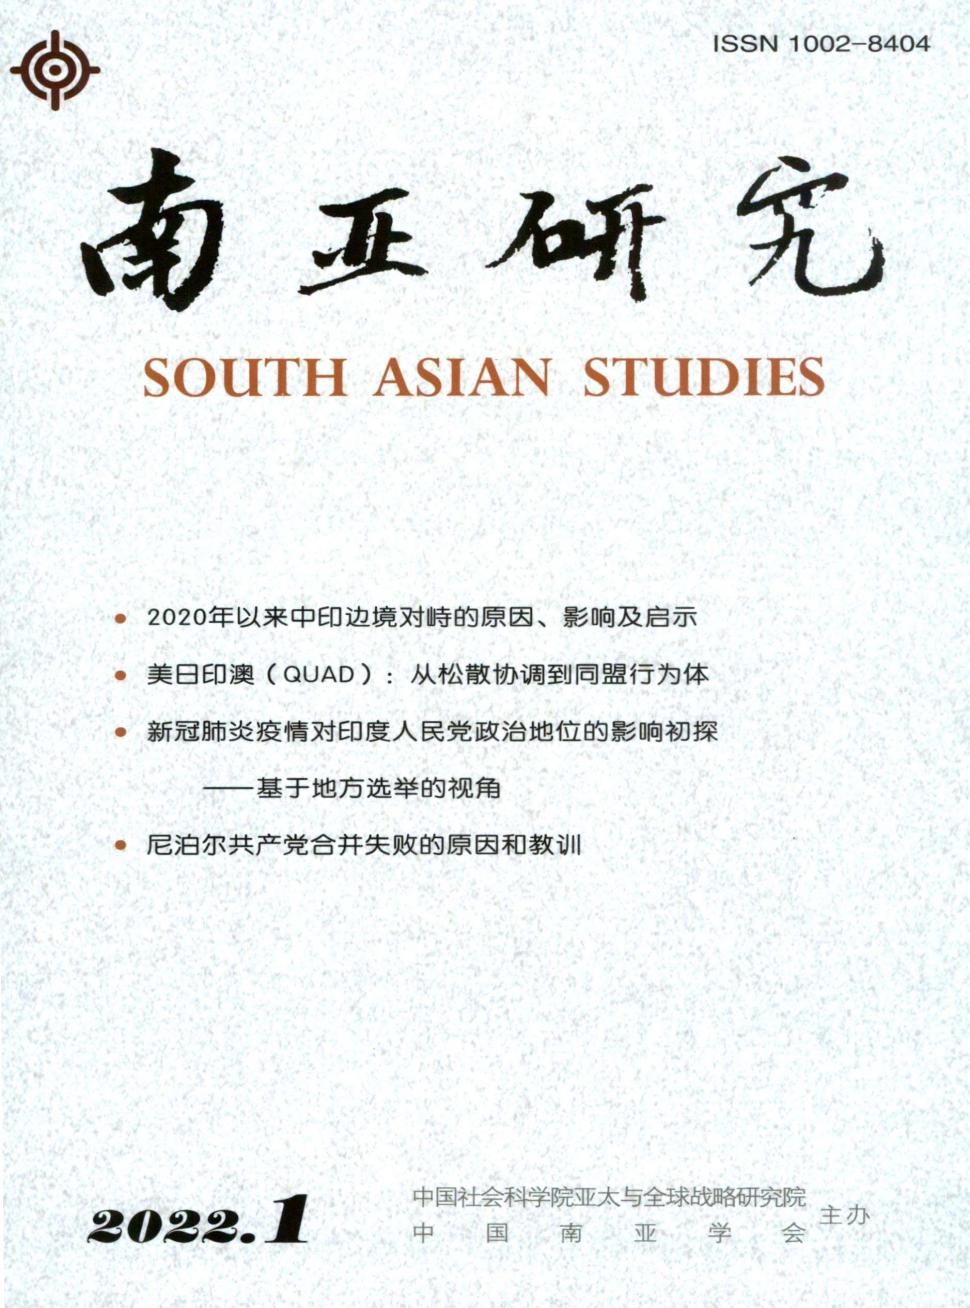 ISSN 1002-8404
南亚研究
SOUTH ASIAN STUDIES
• 2020年以来中印边境对峙的原因、影响及启示
• 美日印澳（QUAD）：从松散协调到同盟行为体
• 新冠肺炎疫情对印度人民党政治地位的影响初探
——基于地方选举的视角
• 尼泊尔共产党合并失败的原因和教训
2022.1
中国社会科学院亚太与全球战略研究院
中国南亚学会
主办